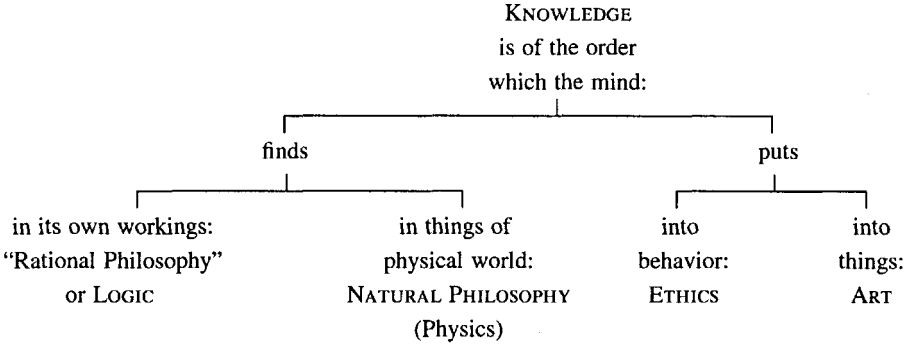 KNOWLEDGE
is of the order
which the mind:
finds
puts
in its own workings:
“Rational Philosophy”
or LOGIC
in things of
physical world:
NATURAL PHILOSOPHY
(Physics)
into
behavior:
ETHICS
into
things:
ART